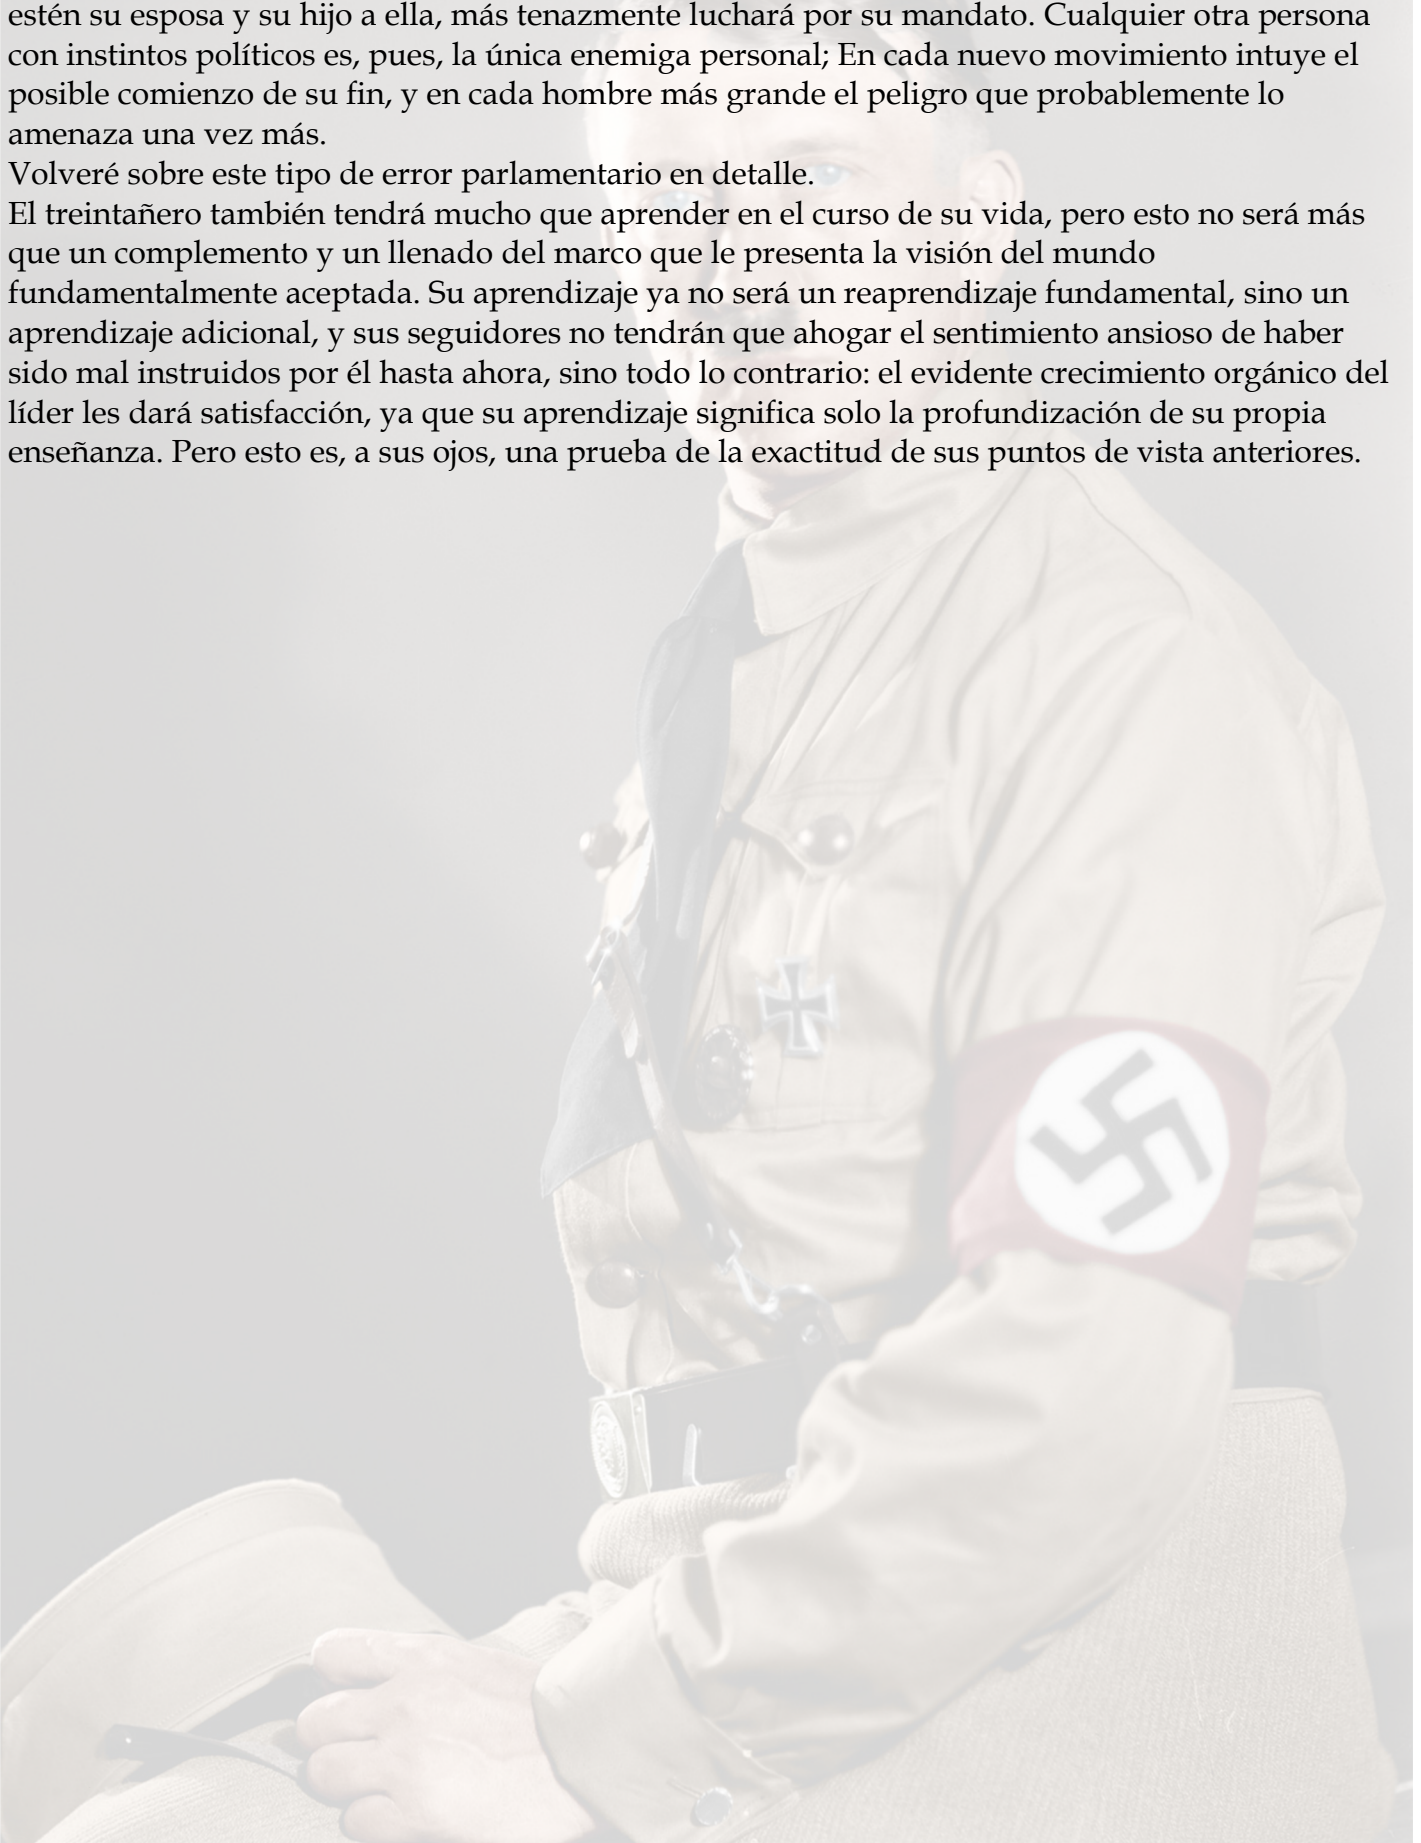 estén su esposa y su hijo a ella, más tenazmente luchará por su mandato. Cualquier otra persona
con instintos políticos es, pues, la única enemiga personal; En cada nuevo movimiento intuye el
posible comienzo de su fin, y en cada hombre más grande el peligro que probablemente lo
amenaza una vez más.
Volveré sobre este tipo de error parlamentario en detalle.
El treintañero también tendrá mucho que aprender en el curso de su vida, pero esto no será más
que un complemento y un llenado del marco que le presenta la visión del mundo
fundamentalmente aceptada. Su aprendizaje ya no será un reaprendizaje fundamental, sino un
aprendizaje adicional, y sus seguidores no tendrán que ahogar el sentimiento ansioso de haber
sido mal instruidos por él hasta ahora, sino todo lo contrario: el evidente crecimiento orgánico del
líder les dará satisfacción, ya que su aprendizaje significa solo la profundización de su propia
enseñanza. Pero esto es, a sus ojos, una prueba de la exactitud de sus puntos de vista anteriores.